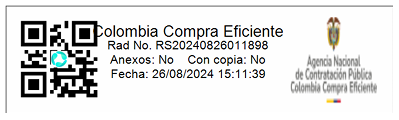 Colombia Compra Eficiente
Rad No. RS20240826011898
Anexos: No Con copia: No
Fecha: 26/08/2024 15:11:39
Agencia Nacional
de Contratación Pública
Colombia Compra Eficiente